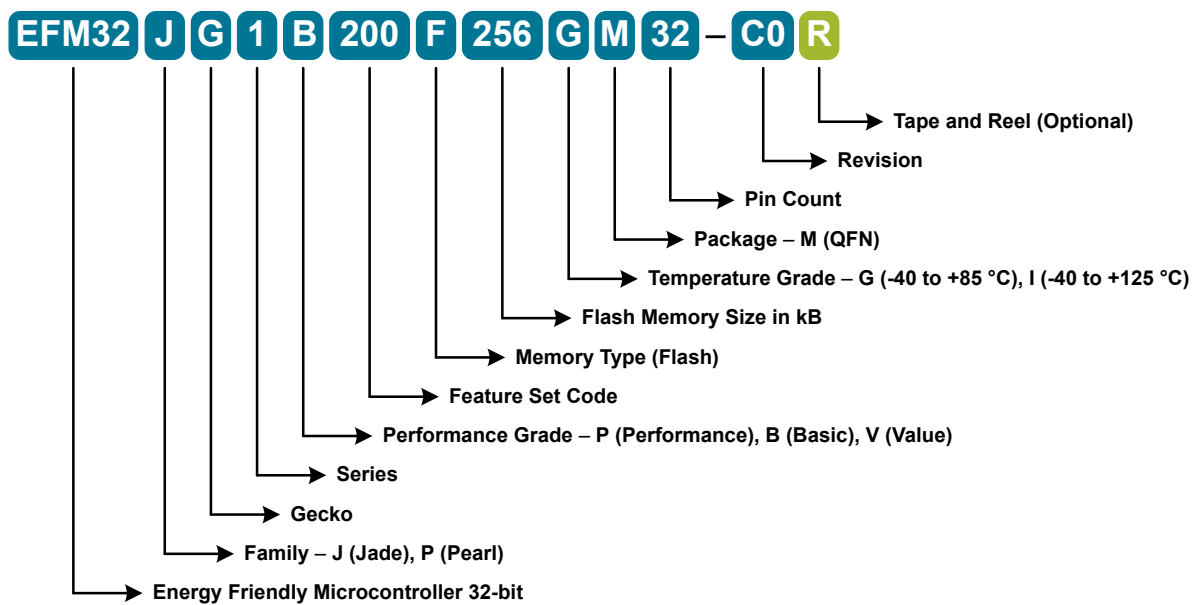 EFM32 J G 1 B 200 F 256 G M 32 – C0 R
Tape and Reel (Optional)
Revision
Pin Count
Package – M (QFN)
Temperature Grade – G (-40 to +85 °C), I (-40 to +125 °C)
Flash Memory Size in kB
Memory Type (Flash)
Feature Set Code
Performance Grade – P (Performance), B (Basic), V (Value)
Series
Gecko
Family – J (Jade), P (Pearl)
Energy Friendly Microcontroller 32-bit